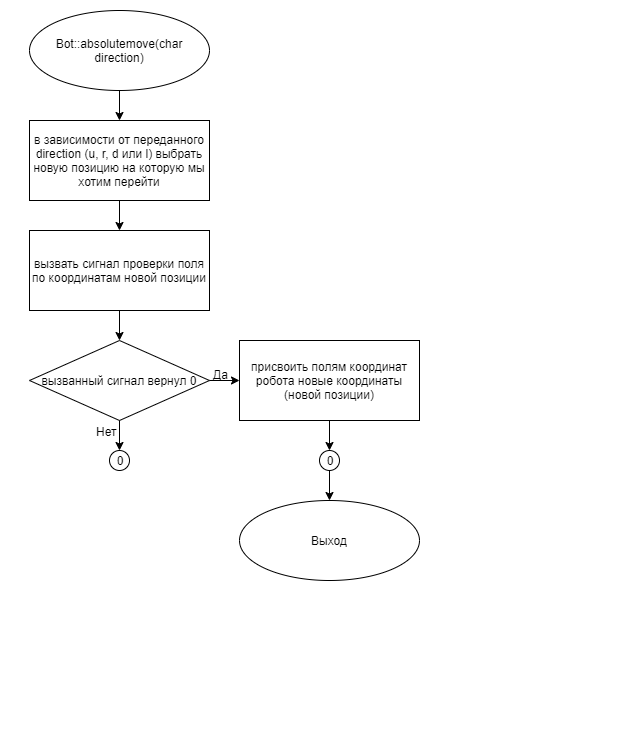 Bot::absolutemove(char
direction)
в зависимости от переданного
direction (u, r, d или l) выбрать
новую позицию на которую мы
хотим перейти
вызвать сигнал проверки поля
по координатам новой позиции
вызванный сигнал вернул 0
Да
присвоить полям координат
робота новые координаты
(новой позиции)
Нет
0
0
Выход